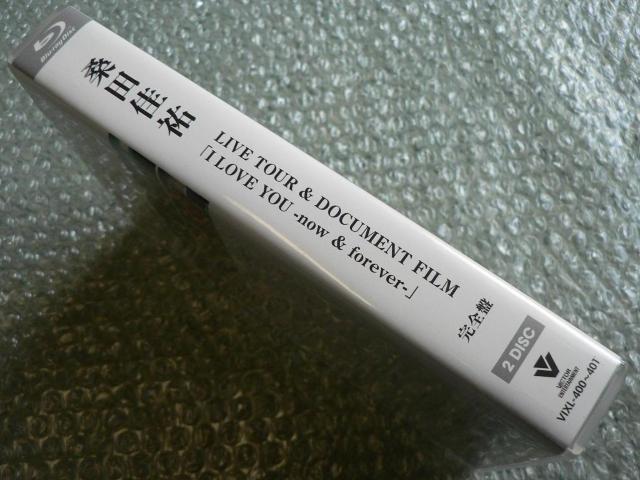 Blu-ray Disc
桑田佳祐
LIVE TOUR & DOCUMENT FILM
「I LOVE YOU -now & forever-」
完全盤
2 DISC
VICTOR
ENTERTAINMENT
VIXL-400~401